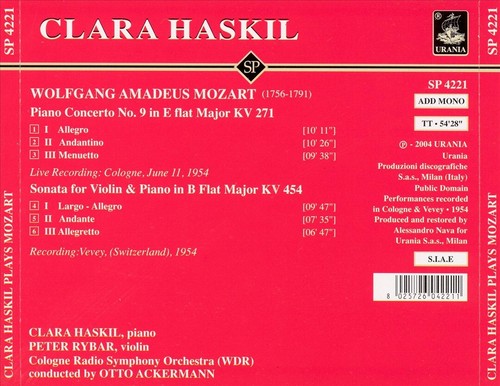 SP 4221
CLARA HASKIL PLAYS MOZART
CLARA HASKIL
URANIA
SP
SP 4221
WOLFGANG AMADEUS MOZART (1756-1791)
Piano Concerto No. 9 in E flat Major KV 271
1 I Allegro [10' 11"]
2 II Andantino [10' 26"]
3 III Menuetto [09' 38"]
Live Recording: Cologne, June 11, 1954
Sonata for Violin & Piano in B Flat Major KV 454
4 I Largo - Allegro [09' 47"]
5 II Andante [07' 35"]
6 III Allegretto [06' 47"]
Recording:Vevey, (Switzerland), 1954
CLARA HASKIL, piano
PETER RYBAR, violin
Cologne Radio Symphony Orchestra (WDR)
conducted by OTTO ACKERMANN
ADD MONO
TT • 54'28"
℗ - 2004 URANIA
Urania
Produzioni discografiche
S.a.s., Milan (Italy)
Public Domain
Performances recorded
in Cologne & Vevey • 1954
Produced and restored by
Alessandro Nava for
Urania S.a.s., Milan
S.I.A.E
8 025726 042211
SP 4221
CLARA HASKIL PLAYS MOZART